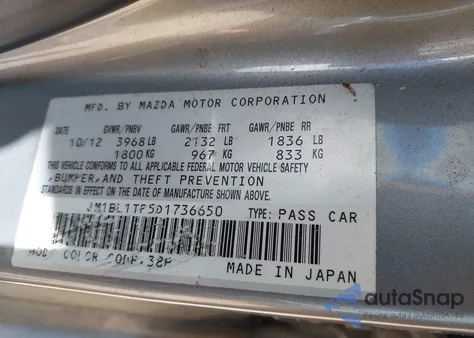 MFD. BY MAZDA MOTOR CORPORATION
10/12 GVWR/PNBV 3968LB 1800KG GAWR/PNBE FRT 2132 LB 967 KG GAWR/PNBE RR 1836 LB 833 KG
THIS VEHICLE CONFORMS TO ALL APPLICABLE FEDERAL MOTOR VEHICLE SAFETY
,BUMPER,AND THEFT PREVENTION
STANDARDS IN EFFECT ON THE DATE OF MANUFACTURE SHOWN ABOVE.
JM1BL1TF5D1736650 TYPE: PASS CAR
BODY COLOR CODE:38P
MADE IN JAPAN
autoSnap